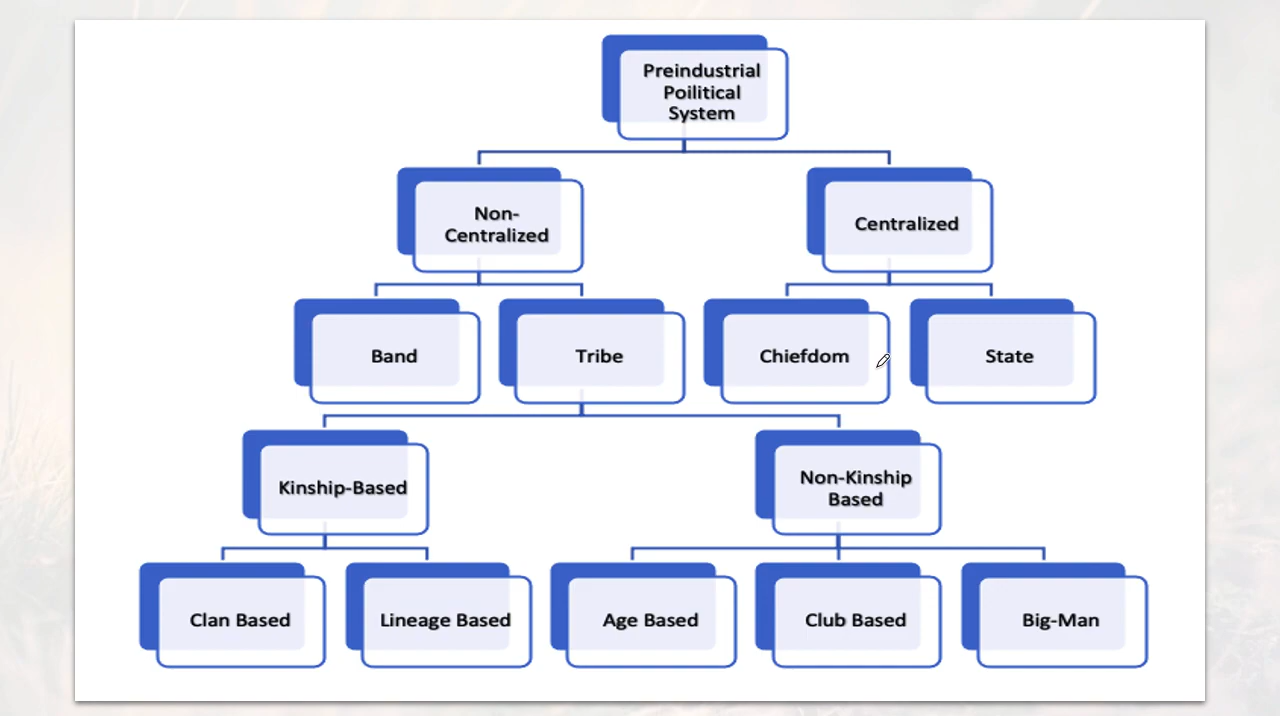 Preindustrial
Poilitical
System
Non-
Centralized
Centralized
Band
Tribe
Chiefdom
State
Kinship-Based
Non-Kinship
Based
Clan Based
Lineage Based
Age Based
Club Based
Big-Man